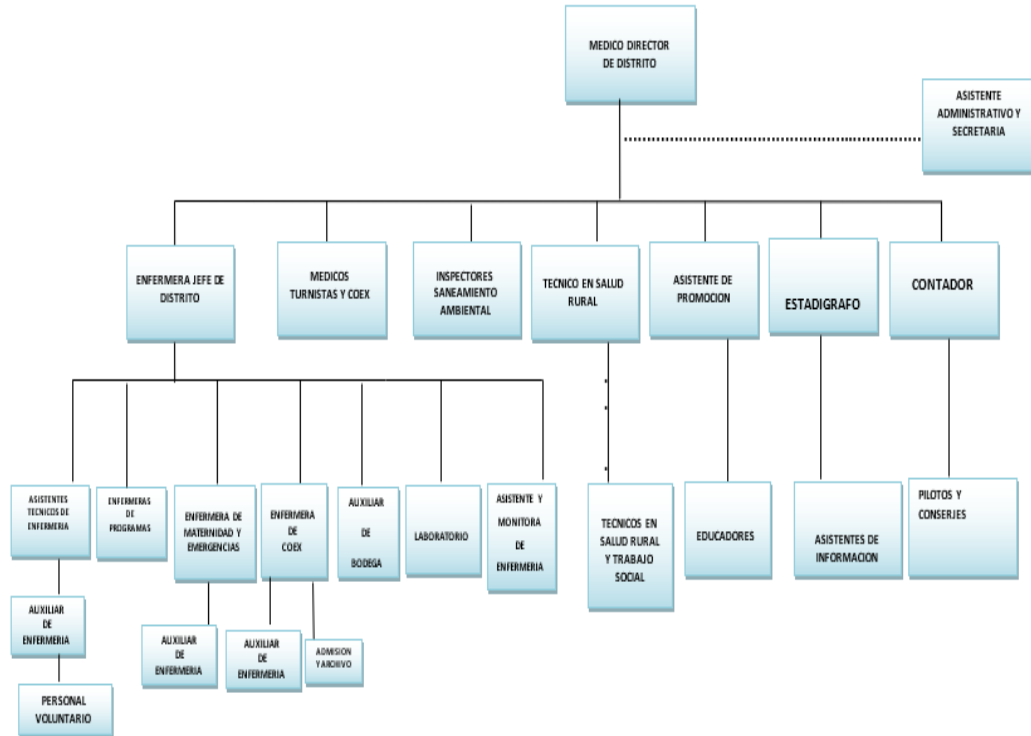 MEDICO DIRECTOR
DE DISTRITO
ASISTENTE
ADMINISTRATIVO Y
SECRETARIA
ENFERMERA JEFE DE
DISTRITO
MEDICOS
TURNISTAS Y COEX
INSPECTORES
SANEAMIENTO
AMBIENTAL
TECNICO EN SALUD
RURAL
ASISTENTE DE
PROMOCION
ESTADIGRAFO
CONTADOR
ASISTENTES
TECNICOS DE
ENFERMERIA
ENFERMERAS
DE
PROGRAMAS
ENFERMERA DE
MATERNIDAD Y
EMERGENCIAS
ENFERMERA
DE
COEX
AUXILIAR
DE
BODEGA
LABORATORIO
ASISTENTE Y
MONITORA
DE
ENFERMERIA
TECNICOS EN
SALUD RURAL
Y TRABAJO
SOCIAL
EDUCADORES
ASISTENTES DE
INFORMACION
PILOTOS Y
CONSERJES
AUXILIAR
DE
ENFERMERIA
AUXILIAR
DE
ENFERMERIA
AUXILIAR
DE
ENFERMERIA
ADMISION
Y ARCHIVO
PERSONAL
VOLUNTARIO